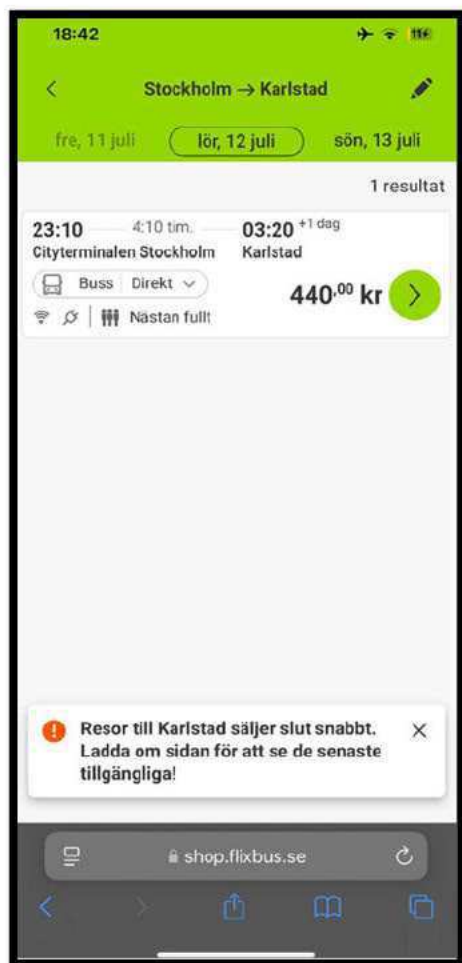 18:42
Stockholm → Karlstad
fre, 11 juli lör, 12 juli sön, 13 juli
1 resultat
23:10 4:10 tim. 03:20 +1 dag
Cityterminalen Stockholm Karlstad
Buss Direkt
440,00 kr
Nästan fullt
Resor till Karlstad säljer slut snabbt.
Ladda om sidan för att se de senaste
tillgängliga!
shop.flixbus.se